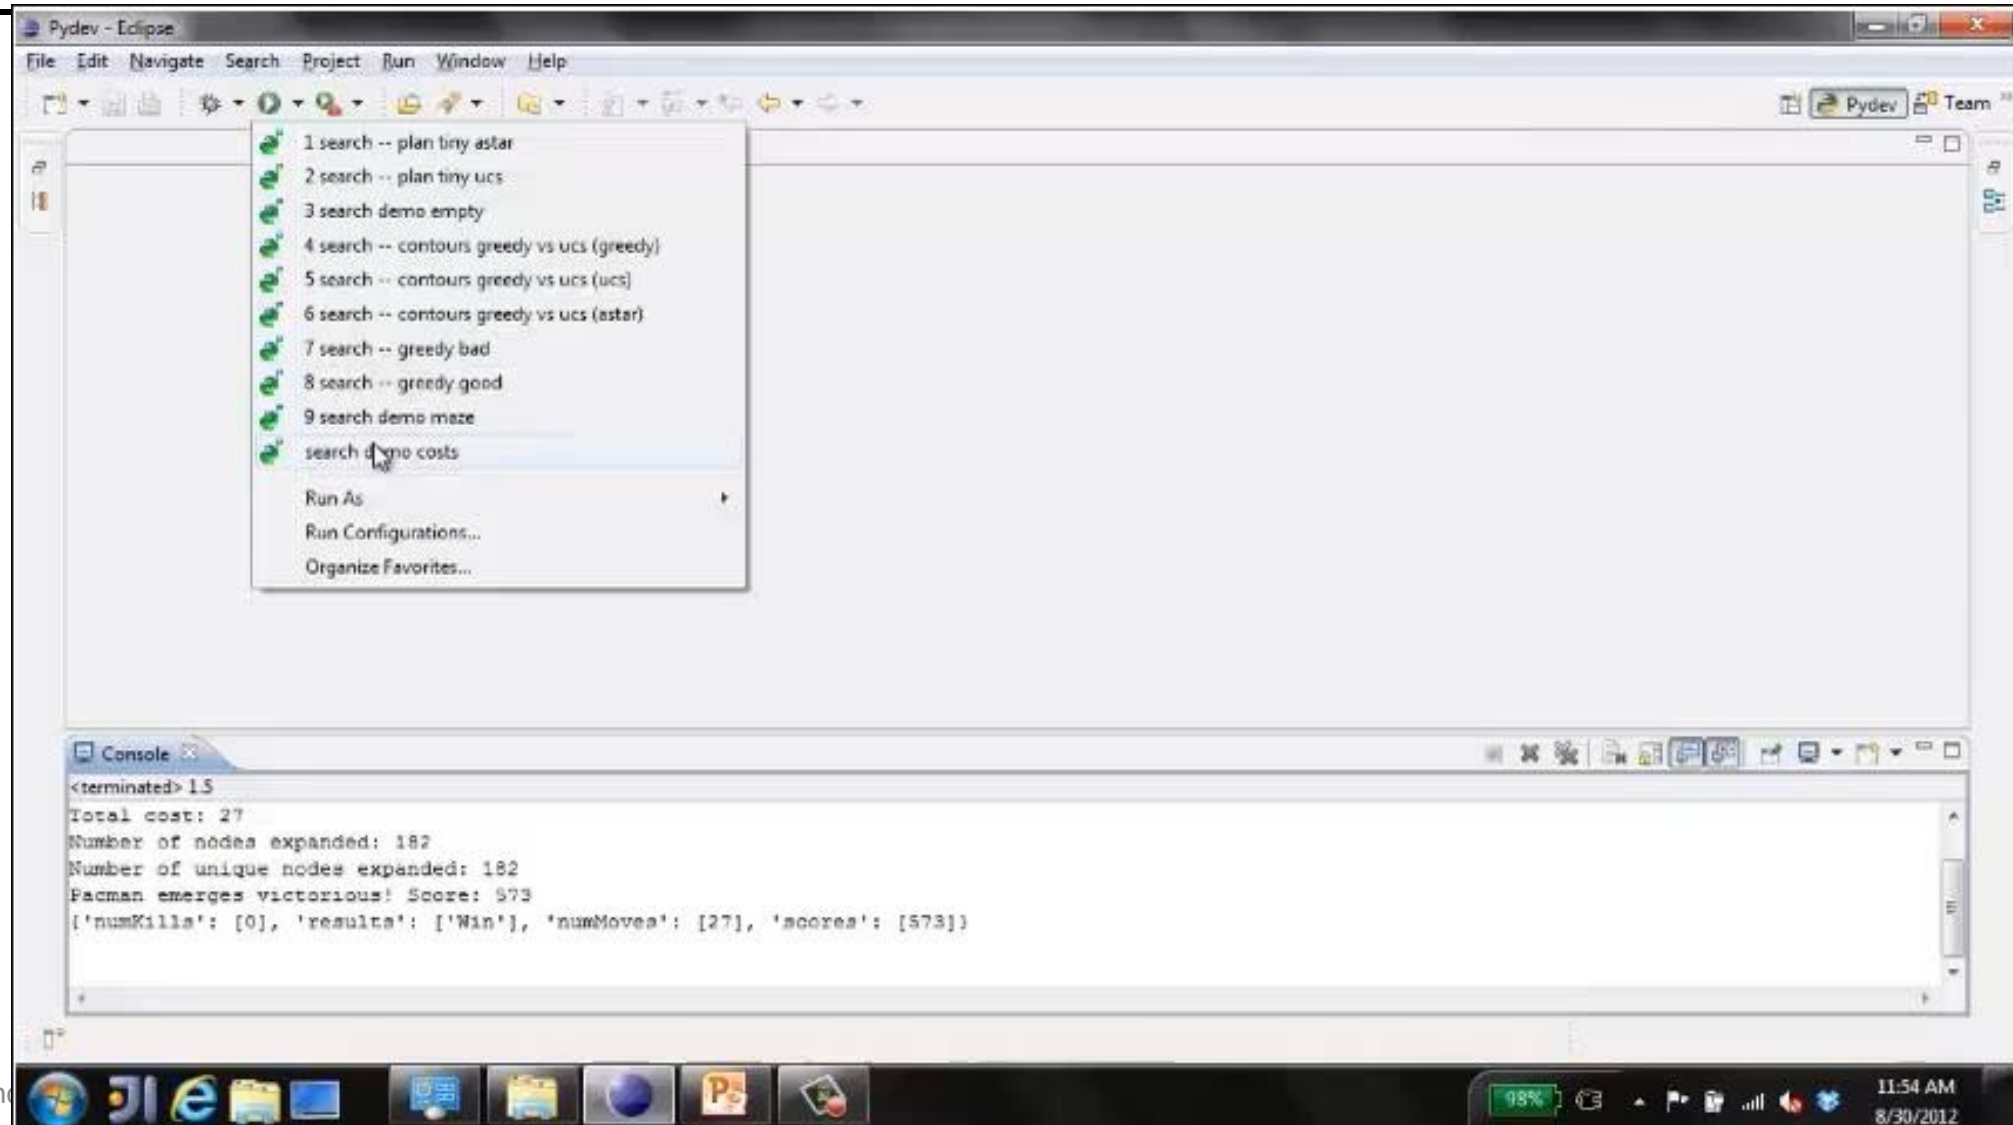 Pydev - Eclipse
File Edit Navigate Search Project Run Window Help
Pydev Team
1 search -- plan tiny astar
2 search -- plan tiny ucs
3 search demo empty
4 search -- contours greedy vs ucs (greedy)
5 search -- contours greedy vs ucs (ucs)
6 search -- contours greedy vs ucs (astar)
7 search -- greedy bad
8 search -- greedy good
9 search demo maze
search demo costs
Run As
Run Configurations...
Organize Favorites...
Console
<terminated> 1.5
Total cost: 27
Number of nodes expanded: 182
Number of unique nodes expanded: 182
Pacman emerges victorious! Score: 573
{'numKills': [0], 'results': ['Win'], 'numMoves': [27], 'scores': [573]}
98%
11:54 AM
8/30/2012